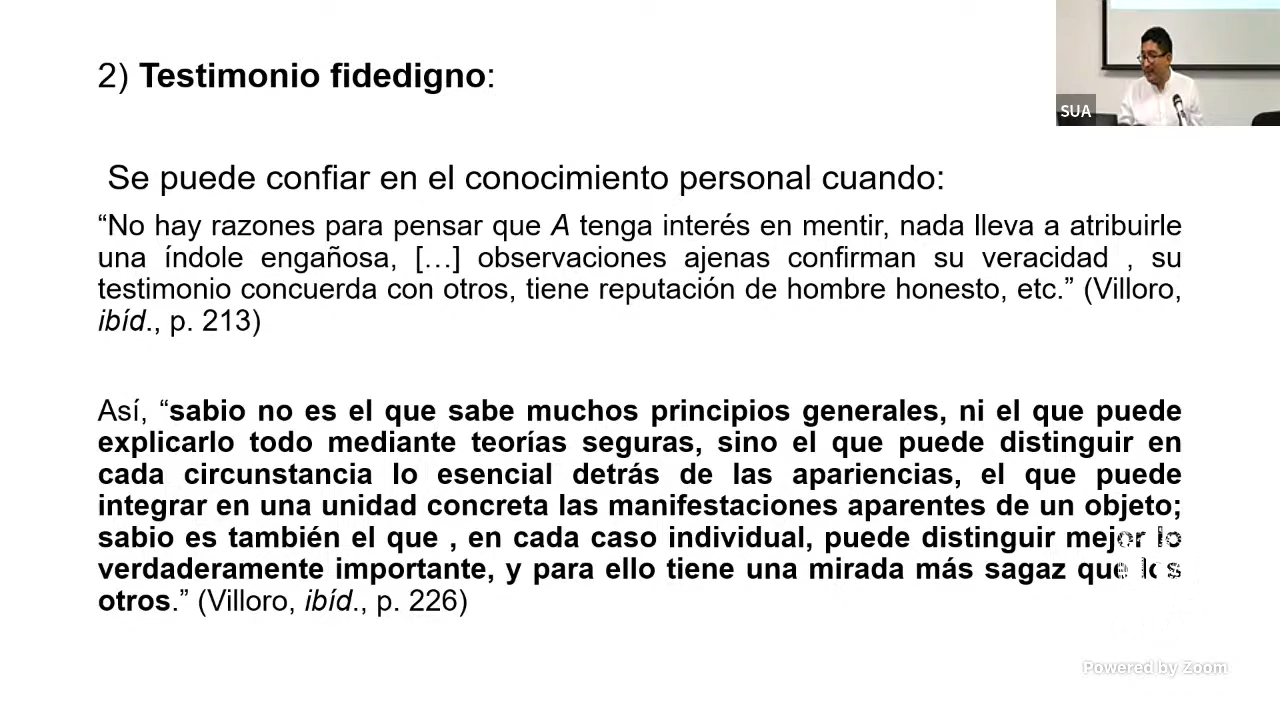 2) Testimonio fidedigno:
SUA
Se puede confiar en el conocimiento personal cuando:
“No hay razones para pensar que A tenga interés en mentir, nada lleva a atribuirle
una índole engañosa, […] observaciones ajenas confirman su veracidad , su
testimonio concuerda con otros, tiene reputación de hombre honesto, etc.” (Villoro,
ibíd., p. 213)
Así, “sabio no es el que sabe muchos principios generales, ni el que puede
explicarlo todo mediante teorías seguras, sino el que puede distinguir en
cada circunstancia lo esencial detrás de las apariencias, el que puede
integrar en una unidad concreta las manifestaciones aparentes de un objeto;
sabio es también el que , en cada caso individual, puede distinguir mejor lo
verdaderamente importante, y para ello tiene una mirada más sagaz que los
otros.” (Villoro, ibíd., p. 226)
Powered by Zoom